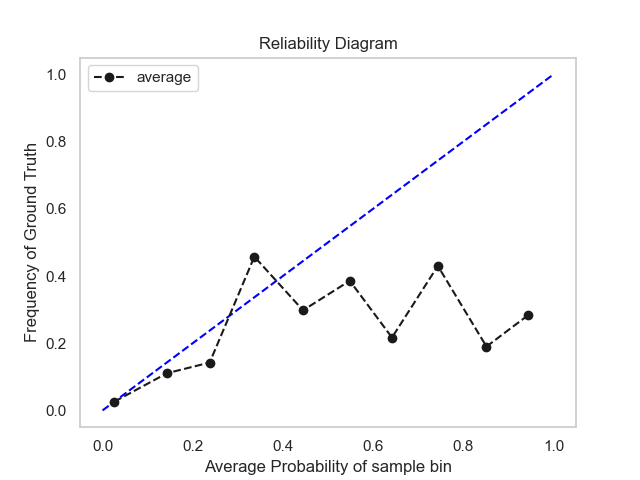 Reliability Diagram
average
Frequency of Ground Truth
1.0
0.8
0.6
0.4
0.2
0.0
0.0 0.2 0.4 0.6 0.8 1.0
Average Probability of sample bin